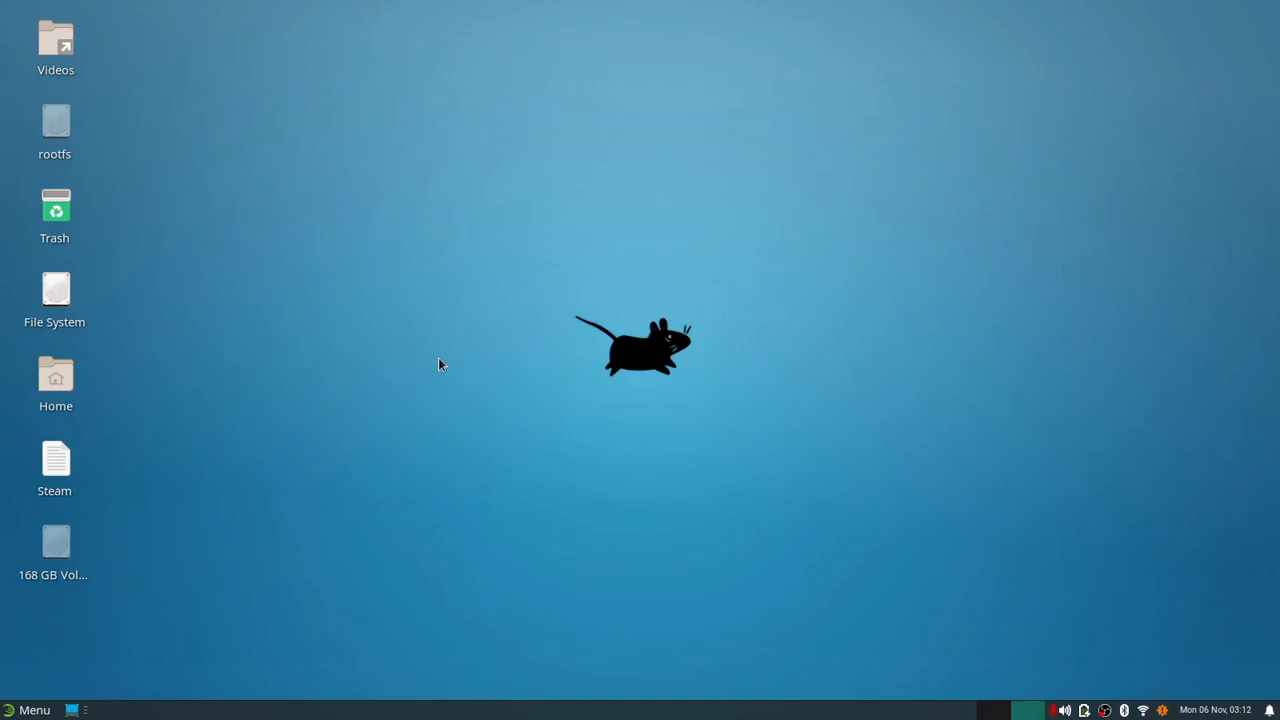 Videos
rootfs
Trash
File System
Home
Steam
168 GB Vol...
Menu
Mon 06 Nov, 03:12